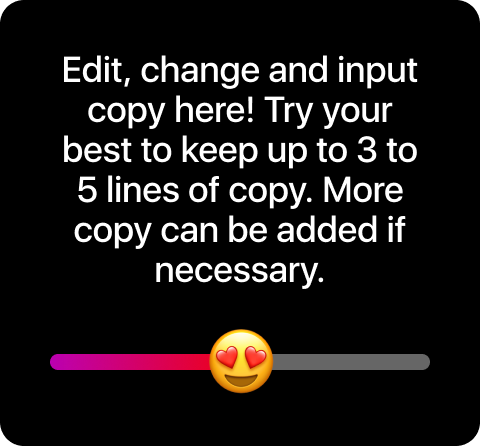 Edit, change and input
copy here! Try your
best to keep up to 3 to
5 lines of copy. More
copy can be added if
necessary.